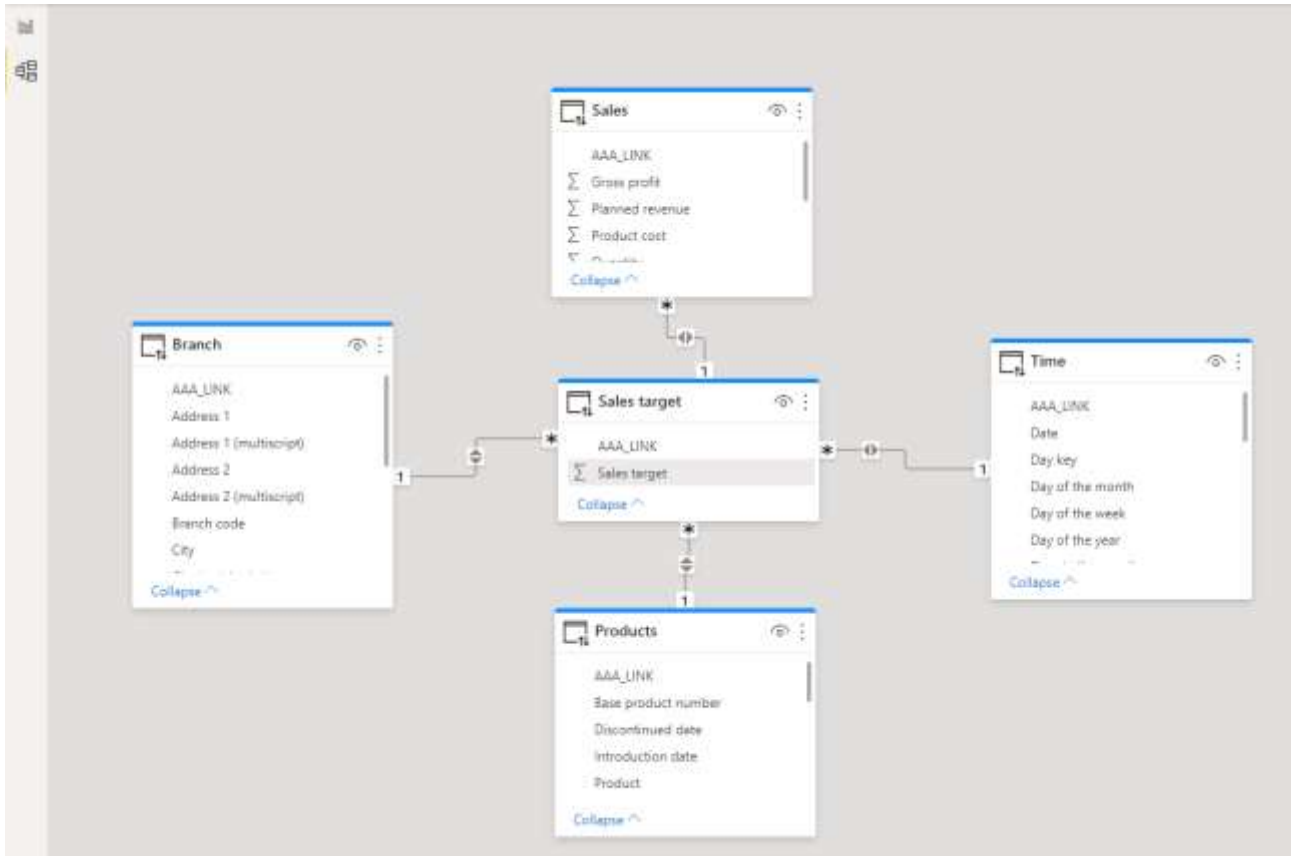 Sales
AAA_LINK
Σ Gross profit
Σ Planned revenue
Σ Product cost
Σ Quantity
Collapse
*
1
Branch
AAA_LINK
Address 1
Address 1 (multiscript)
Address 2
Address 2 (multiscript)
Branch code
City
Collapse
1
*
Sales target
AAA_LINK
Σ Sales target
Collapse
*
1
Time
AAA_LINK
Date
Day key
Day of the month
Day of the week
Day of the year
Collapse
*
1
Products
AAA_LINK
Base product number
Discontinued date
Introduction date
Product
Collapse